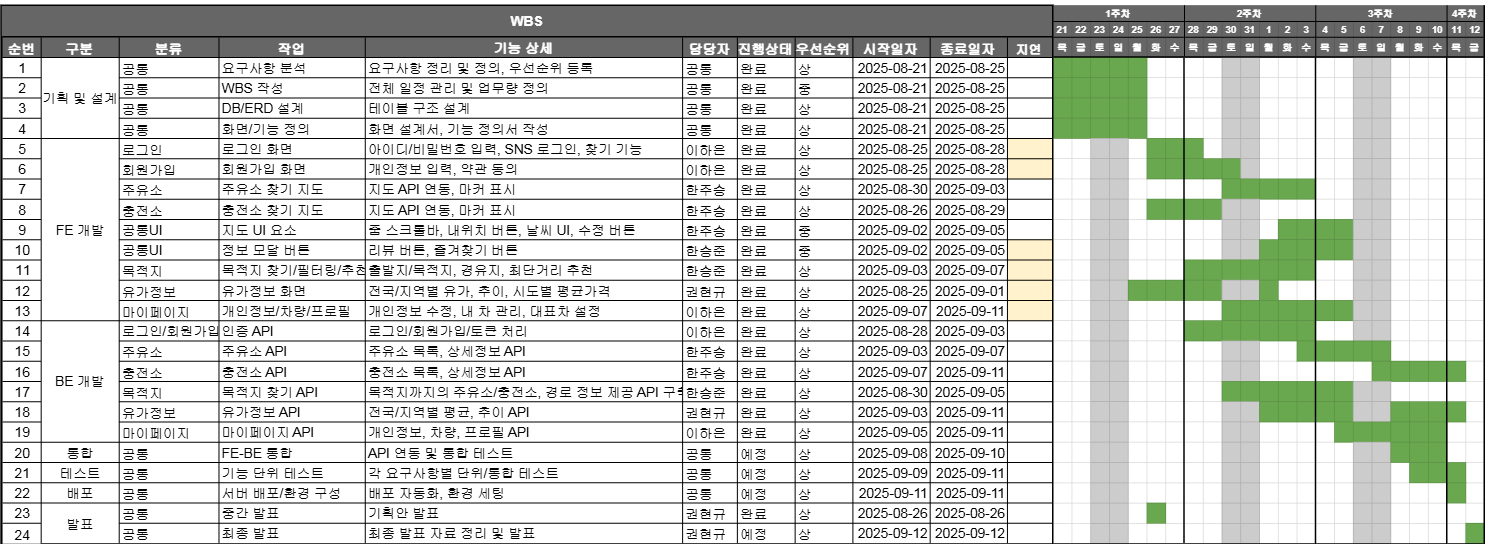 WBS
1주차 2주차 3주차 4주차
21 22 23 24 25 26 27 28 29 30 31 1 2 3 4 5 6 7 8 9 10 11 12
순번 구분 분류 작업 기능 상세 담당자 진행상태 우선순위 시작일자 종료일자 지연 목 금 토 일 월 화 수 목 금 토 일 월 화 수 목 금 토 일 월 화 수 목 금
1 공통 요구사항 분석 요구사항 정리 및 정의, 우선순위 등록 공통 완료 상 2025-08-21 2025-08-25
2 공통 WBS 작성 전체 일정 관리 및 업무량 정의 공통 완료 중 2025-08-21 2025-08-25
기획 및 설계
3 공통 DB/ERD 설계 테이블 구조 설계 공통 완료 상 2025-08-21 2025-08-25
4 공통 화면/기능 정의 화면 설계서, 기능 정의서 작성 공통 완료 상 2025-08-21 2025-08-25
5 로그인 로그인 화면 아이디/비밀번호 입력, SNS 로그인, 찾기 기능 이하은 완료 상 2025-08-25 2025-08-28
6 회원가입 회원가입 화면 개인정보 입력, 약관 동의 이하은 완료 상 2025-08-25 2025-08-28
7 주유소 주유소 찾기 지도 지도 API 연동, 마커 표시 한주승 완료 상 2025-08-30 2025-09-03
8 충전소 충전소 찾기 지도 지도 API 연동, 마커 표시 한주승 완료 상 2025-08-26 2025-08-29
9 FE 개발 공통UI 지도 UI 요소 줌 스크롤바, 내위치 버튼, 날씨 UI, 수정 버튼 한주승 완료 중 2025-09-02 2025-09-05
10 공통UI 정보 모달 버튼 리뷰 버튼, 즐겨찾기 버튼 한승준 완료 중 2025-09-02 2025-09-05
11 목적지 목적지 찾기/필터링/추천 출발지/목적지, 경유지, 최단거리 추천 한승준 완료 상 2025-09-03 2025-09-07
12 유가정보 유가정보 화면 전국/지역별 유가, 추이, 시도별 평균가격 권현규 완료 상 2025-08-25 2025-09-01
13 마이페이지 개인정보/차량/프로필 개인정보 수정, 내 차 관리, 대표차 설정 이하은 완료 상 2025-09-07 2025-09-11
14 로그인/회원가입 인증 API 로그인/회원가입/토큰 처리 이하은 완료 상 2025-08-28 2025-09-03
15 주유소 주유소 API 주유소 목록, 상세정보 API 한주승 완료 상 2025-09-03 2025-09-07
16 충전소 충전소 API 충전소 목록, 상세정보 API 한주승 완료 상 2025-09-07 2025-09-11
BE 개발
17 목적지 목적지 찾기 API 목적지까지의 주유소/충전소, 경로 정보 제공 API 구축 한승준 완료 상 2025-08-30 2025-09-05
18 유가정보 유가정보 API 전국/지역별 평균, 추이 API 권현규 완료 상 2025-09-03 2025-09-11
19 마이페이지 마이페이지 API 개인정보, 차량, 프로필 API 이하은 완료 상 2025-09-05 2025-09-11
20 통합 공통 FE-BE 통합 API 연동 및 통합 테스트 공통 예정 상 2025-09-08 2025-09-10
21 테스트 공통 기능 단위 테스트 각 요구사항별 단위/통합 테스트 공통 예정 상 2025-09-09 2025-09-11
22 배포 공통 서버 배포/환경 구성 배포 자동화, 환경 세팅 공통 예정 상 2025-09-11 2025-09-11
23 공통 중간 발표 기획안 발표 권현규 완료 상 2025-08-26 2025-08-26
발표
24 공통 최종 발표 최종 발표 자료 정리 및 발표 권현규 예정 상 2025-09-12 2025-09-12